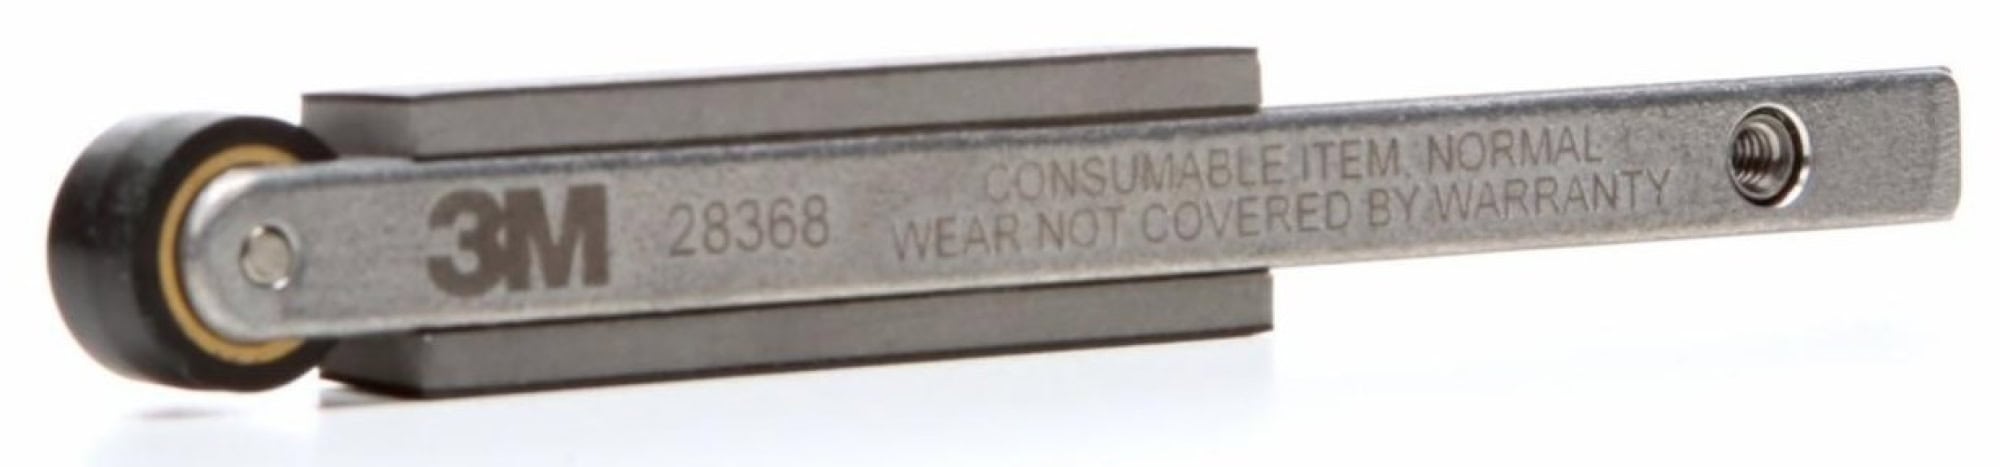 3M 28368
CONSUMABLE ITEM. NORMAL
WEAR NOT COVERED BY WARRANTY